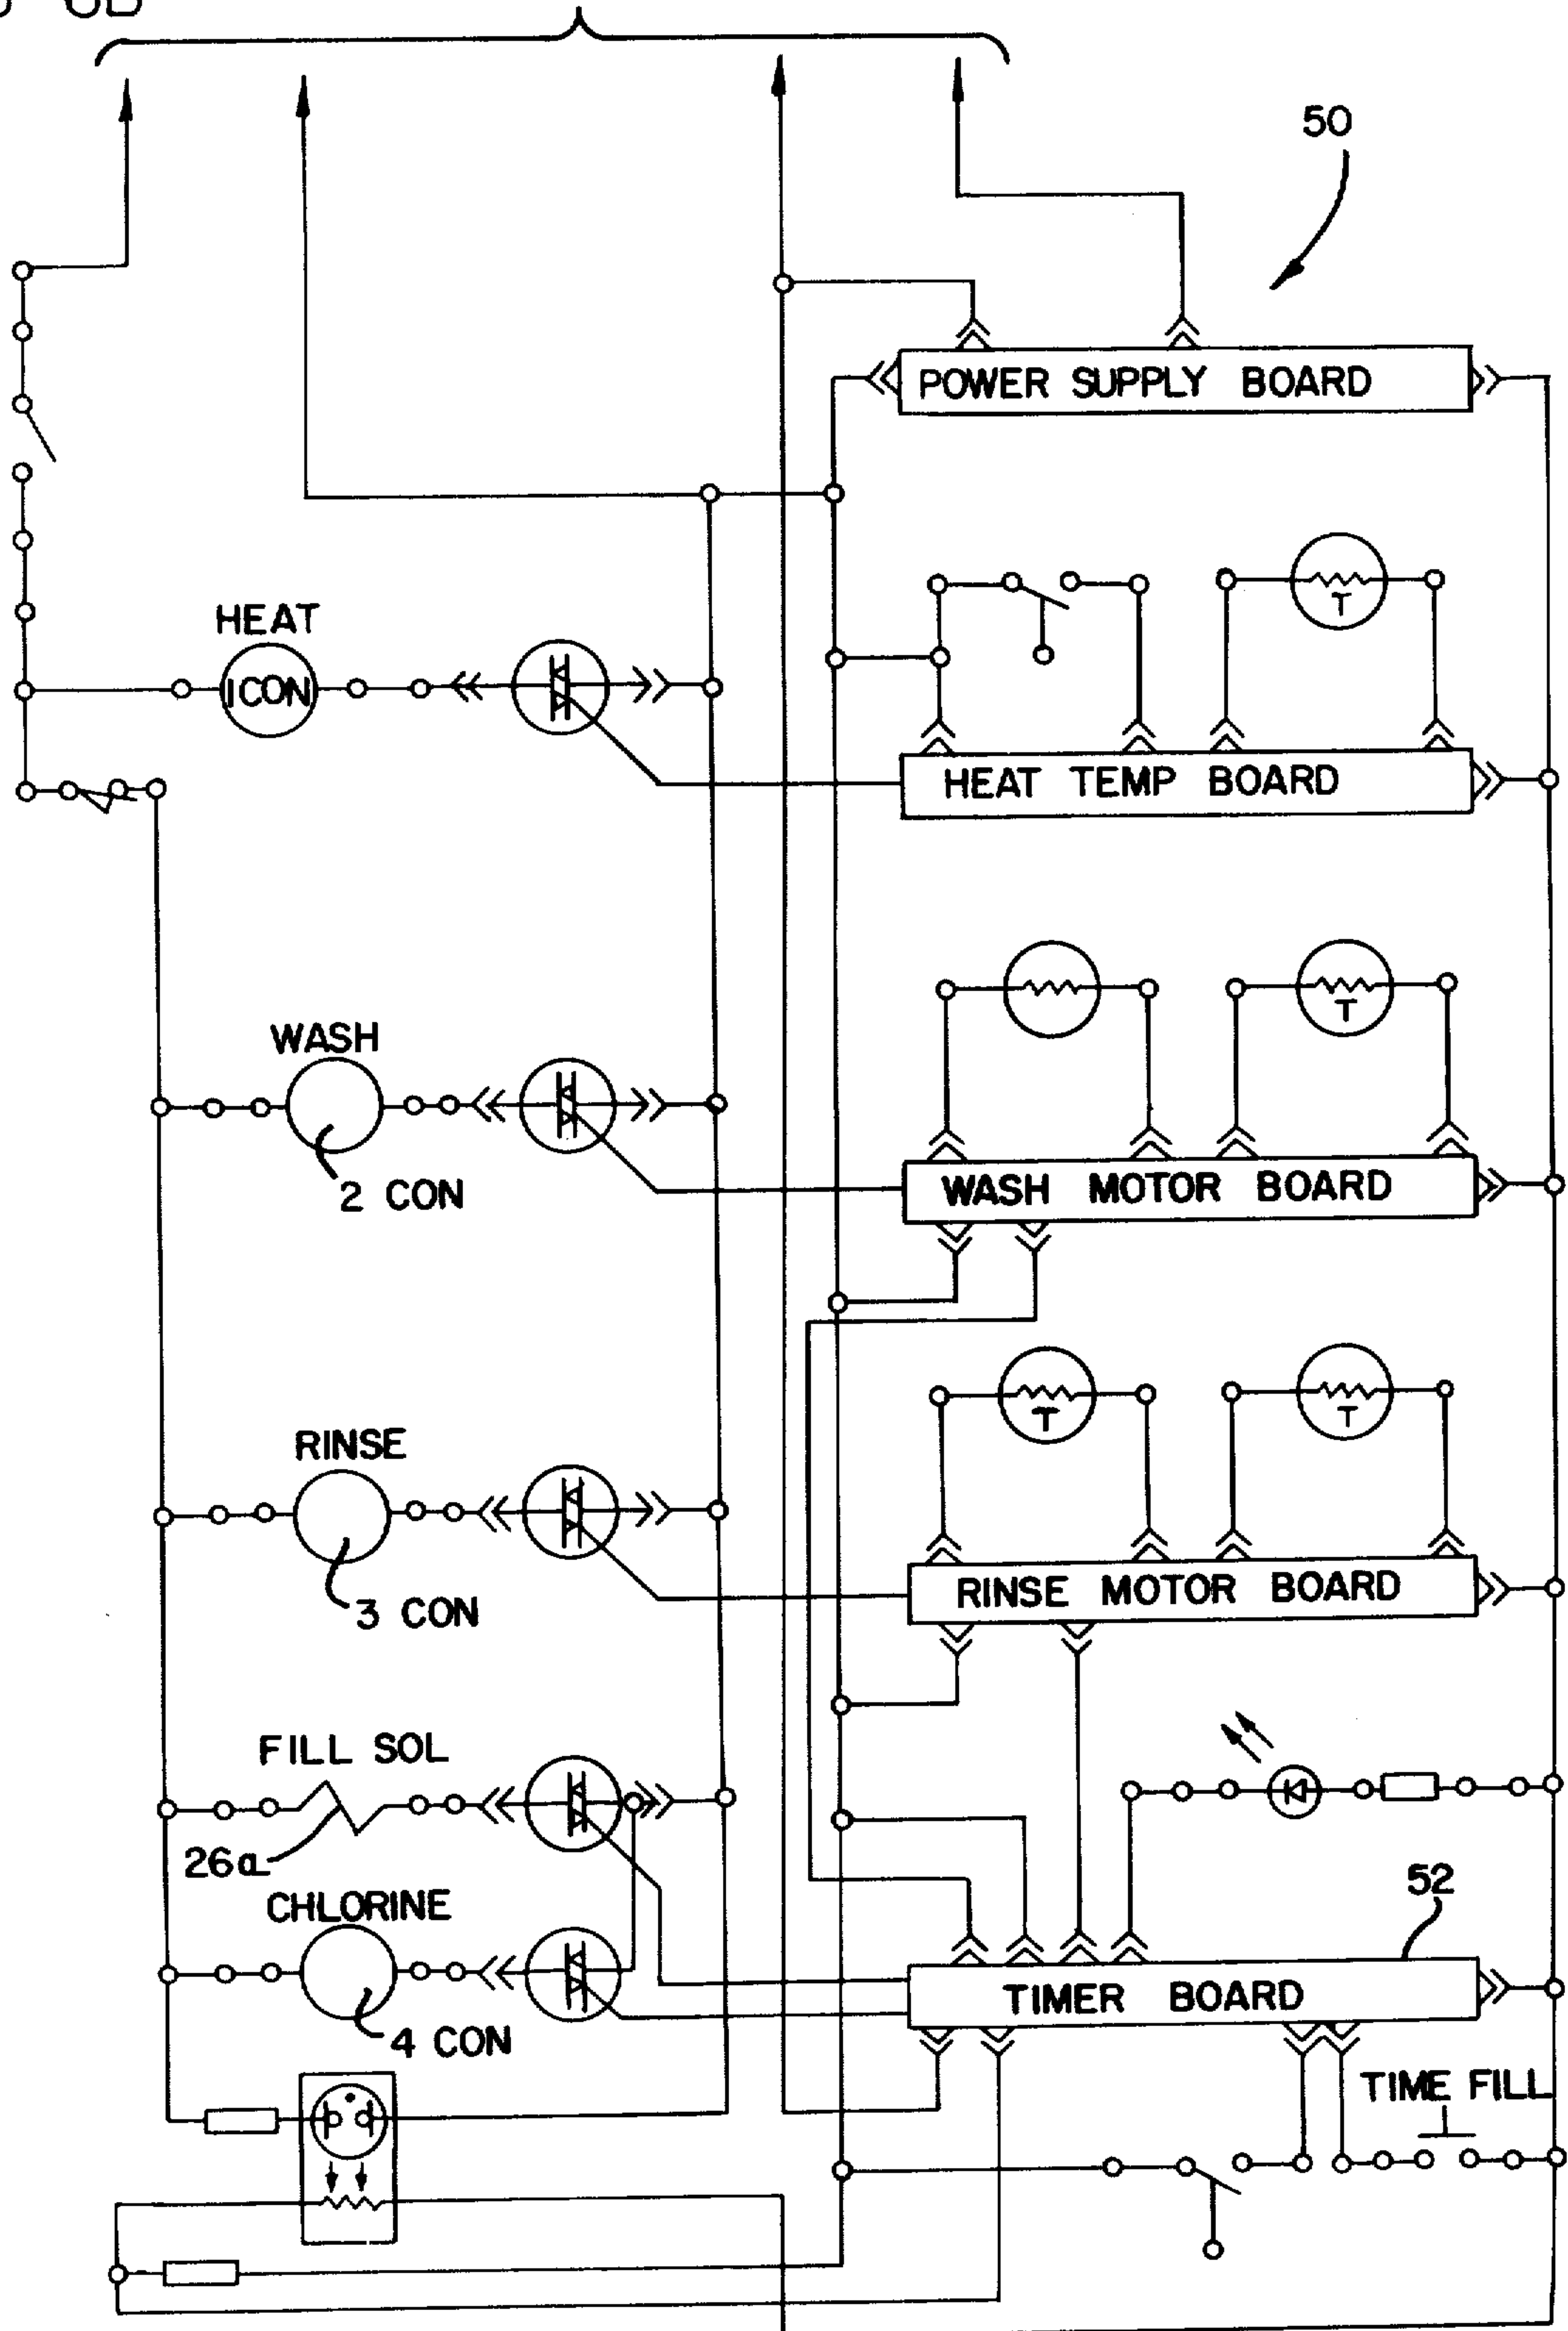 50
POWER SUPPLY BOARD
HEAT
1CON
T
HEAT TEMP BOARD
T
WASH
2 CON
WASH MOTOR BOARD
T
T
RINSE
3 CON
RINSE MOTOR BOARD
FILL SOL
26a
52
CHLORINE
TIMER BOARD
4 CON
TIME FILL